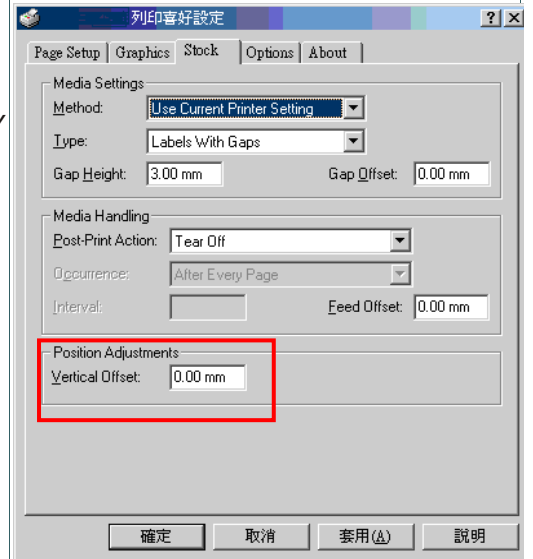 列印喜好設定
Page Setup Graphics Stock Options About
Media Settings
Method: Use Current Printer Setting
Type: Labels With Gaps
Gap Height: 3.00 mm Gap Offset: 0.00 mm
Media Handling
Post-Print Action: Tear Off
Occurrence: After Every Page
Interval: Feed Offset: 0.00 mm
Position Adjustments
Vertical Offset: 0.00 mm
確定 取消 套用(A) 說明